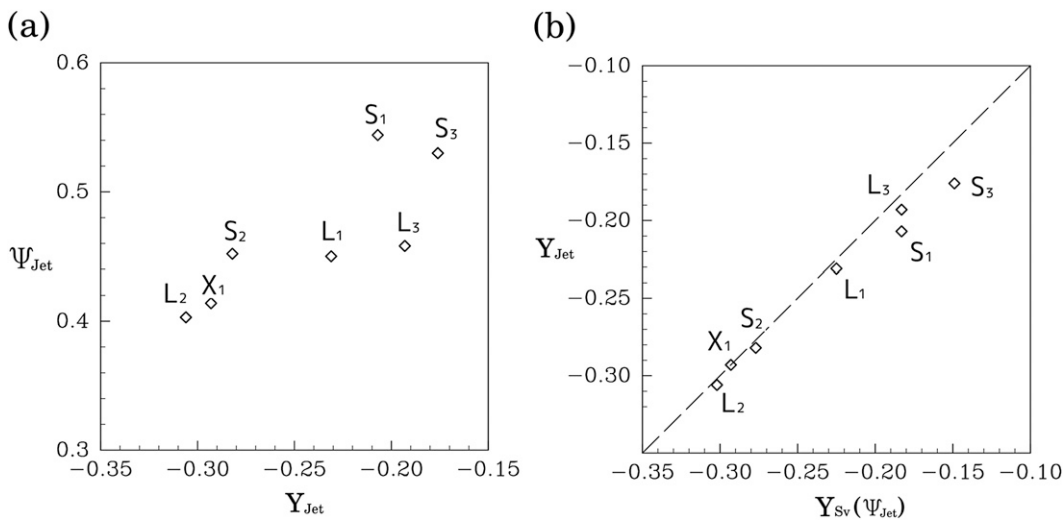 (a)
0.6
0.5
0.4
0.3
Ψ_Jet
S₁
S₃
S₂
L₁
L₃
L₂
X₁
−0.35 −0.30 −0.25 −0.20 −0.15
Y_Jet
(b)
−0.10
−0.15
−0.20
−0.25
−0.30
Y_Jet
L₃
S₃
S₁
L₁
S₂
X₁
L₂
−0.35 −0.30 −0.25 −0.20 −0.15 −0.10
Y_Sv (Ψ_Jet)